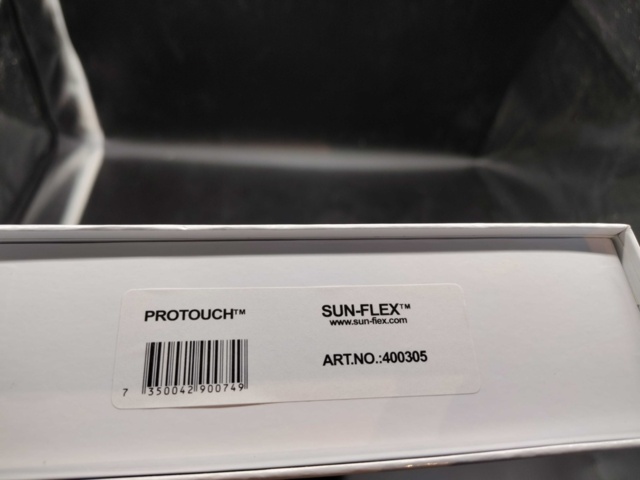 PROTOUCH™
7 350042 900749
SUN-FLEX™
www.sun-flex.com
ART.NO.:400305